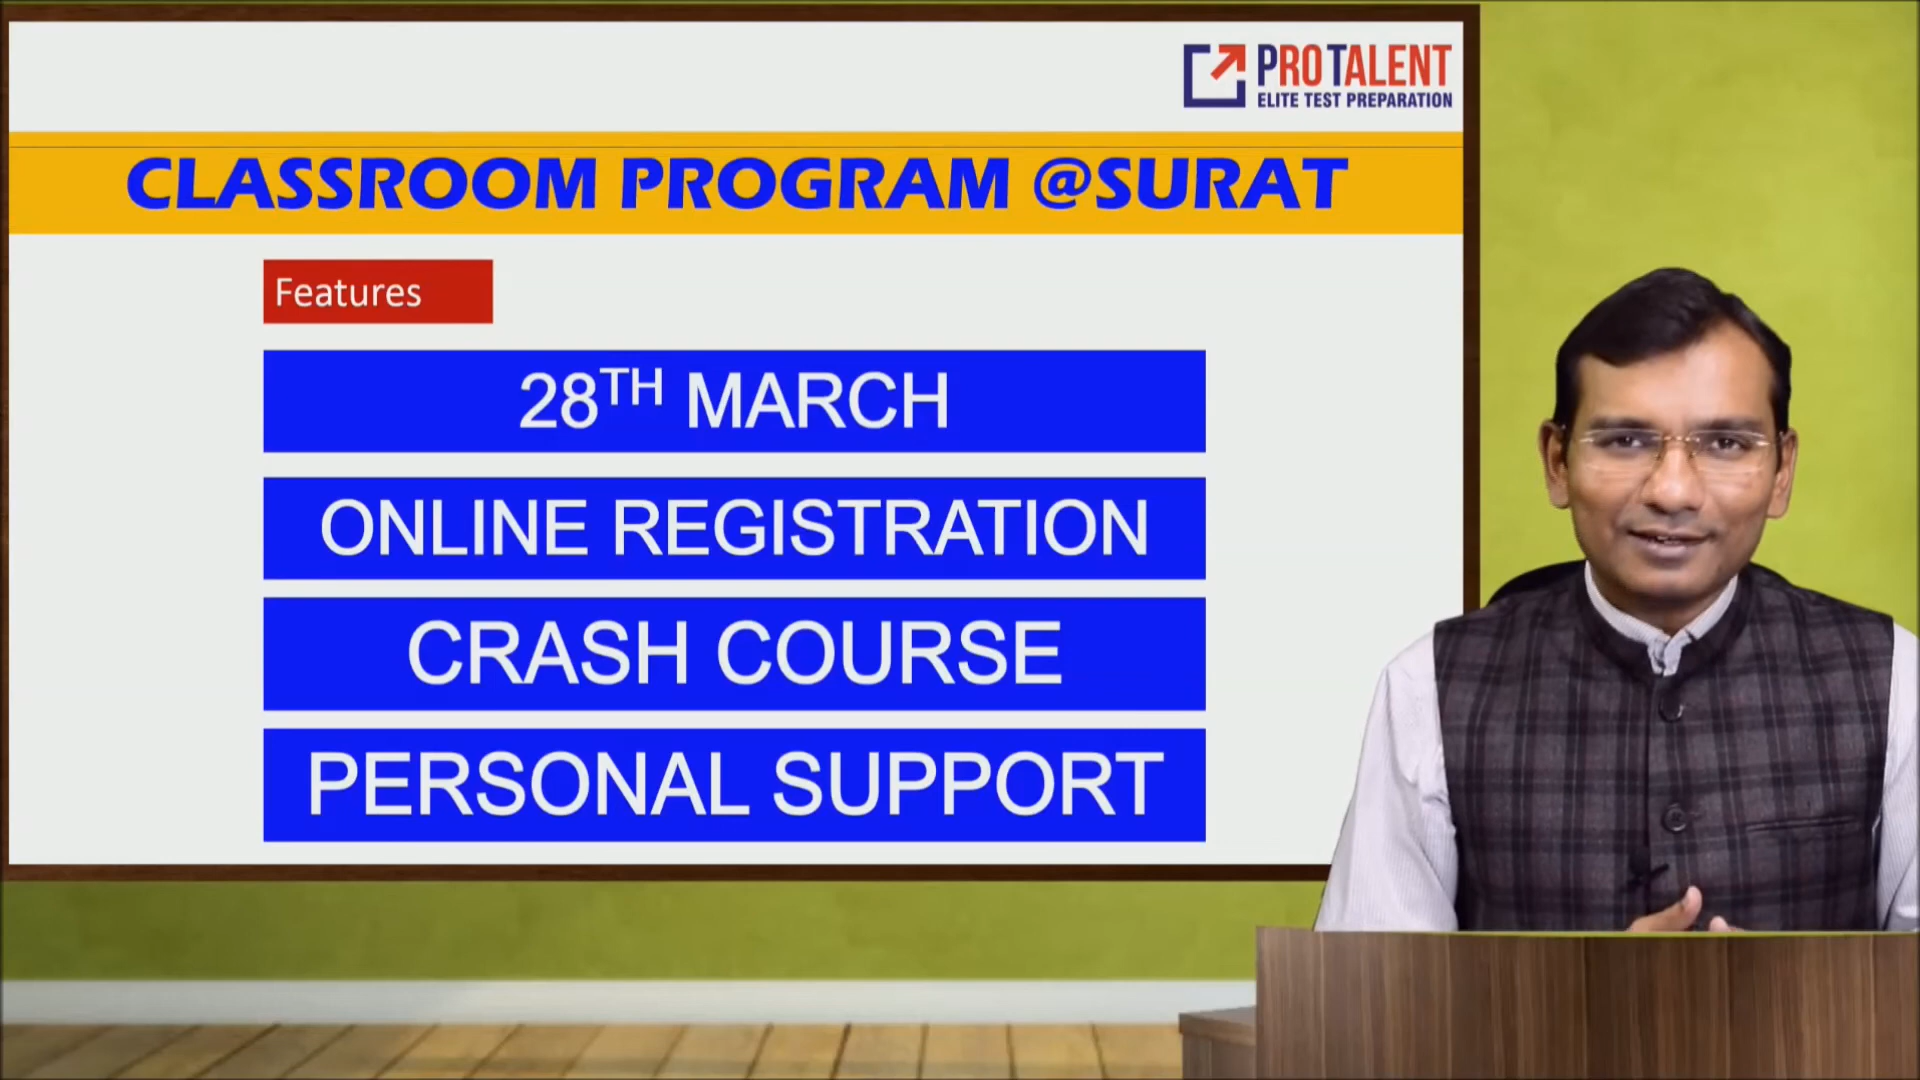 PROTALENT
ELITE TEST PREPARATION
CLASSROOM PROGRAM @SURAT
Features
28TH MARCH
ONLINE REGISTRATION
CRASH COURSE
PERSONAL SUPPORT